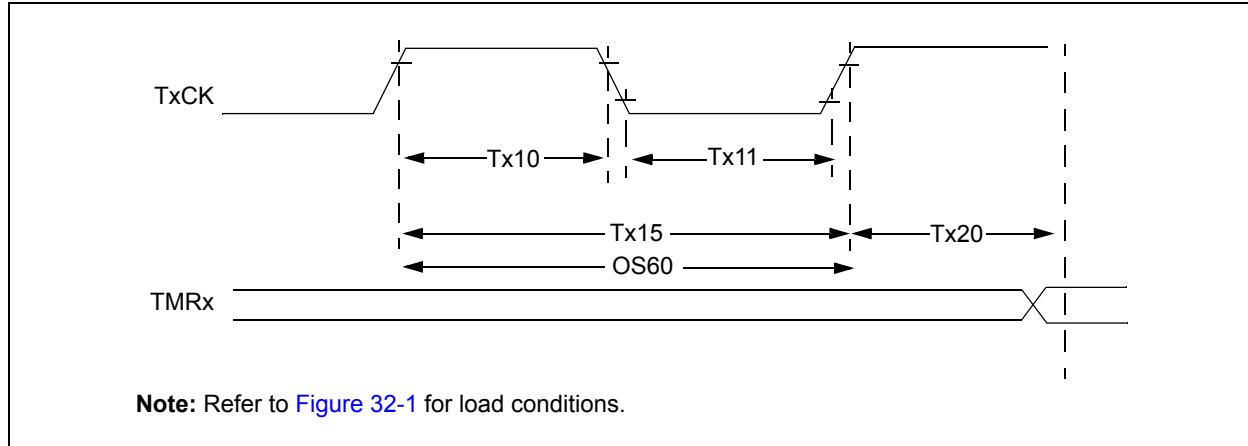 TxCK
Tx10
Tx11
Tx15
Tx20
OS60
TMRx
Note: Refer to Figure 32-1 for load conditions.